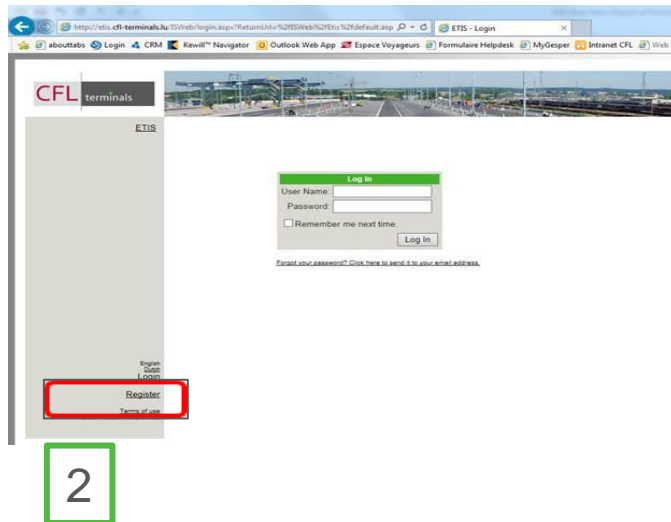 http://etis.cfl-terminals.lu/ISWeb/login.aspx?ReturnUrl=%2fISWeb%2fEtis%2fdefault.asp
ETIS - Login
abouttabs Login CRM Kewill™ Navigator Outlook Web App Espace Voyageurs Formulaire Helpdesk MyGesper Intranet CFL Web
CFL terminals
ETIS
Log In
User Name:
Password:
Remember me next time.
Log In
Forgot your password? Click here to send it to your email address.
English
Dutch
Login
Register
Terms of use
2